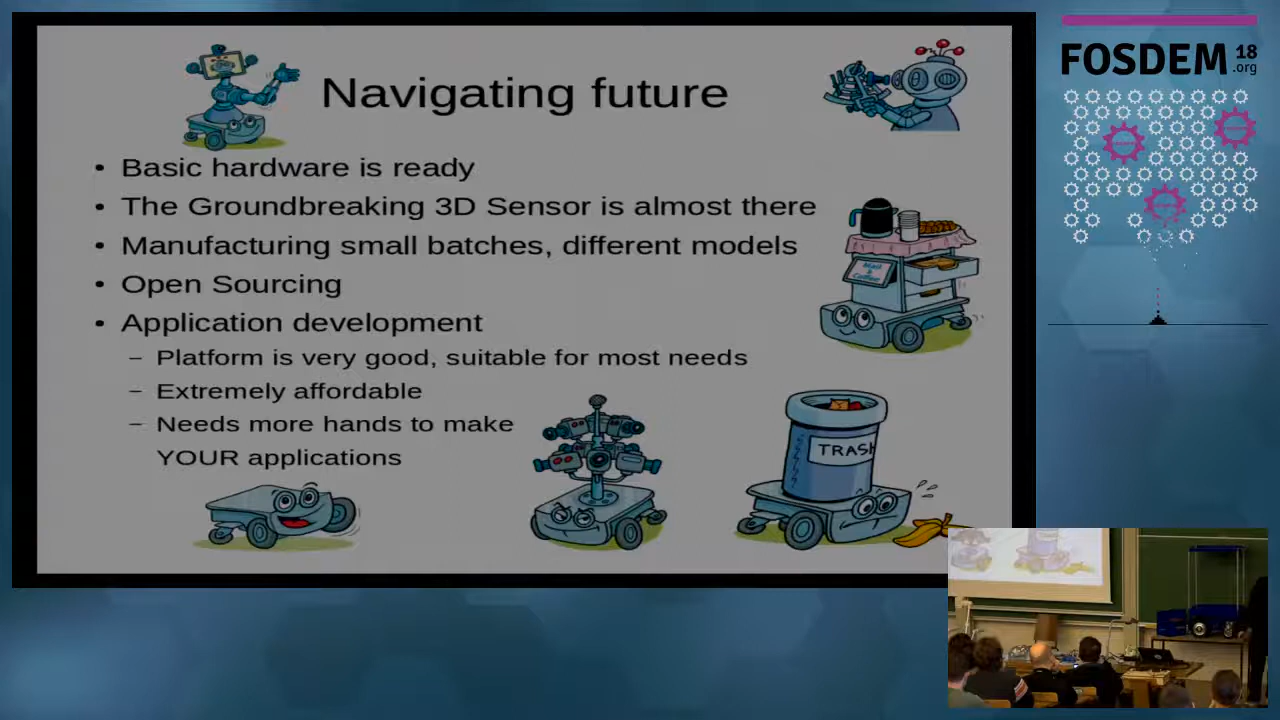 Navigating future
• Basic hardware is ready
• The Groundbreaking 3D Sensor is almost there
• Manufacturing small batches, different models
• Open Sourcing
• Application development
– Platform is very good, suitable for most needs
– Extremely affordable
– Needs more hands to make
YOUR applications
TRASH
FOSDEM 18
.org